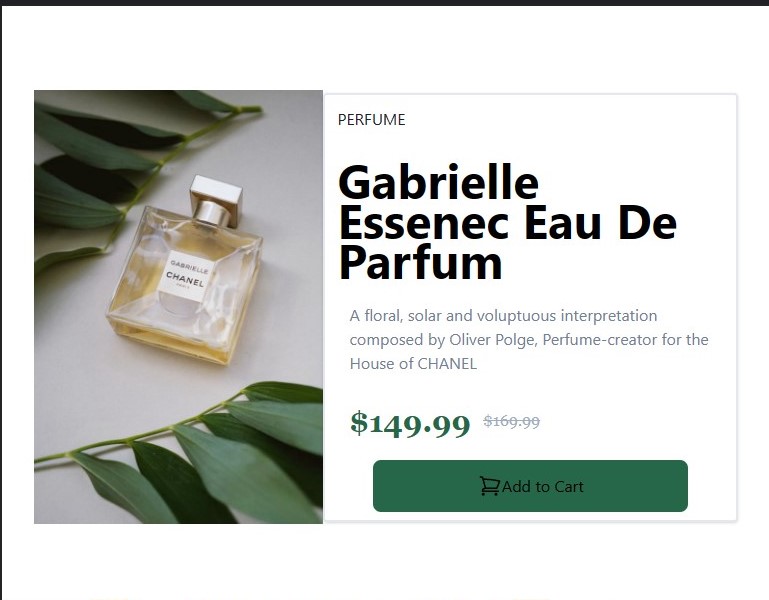 GABRIELLE
CHANEL
PARIS
PERFUME
Gabrielle
Essenec Eau De
Parfum
A floral, solar and voluptuous interpretation
composed by Oliver Polge, Perfume-creator for the
House of CHANEL
$149.99 $169.99
Add to Cart